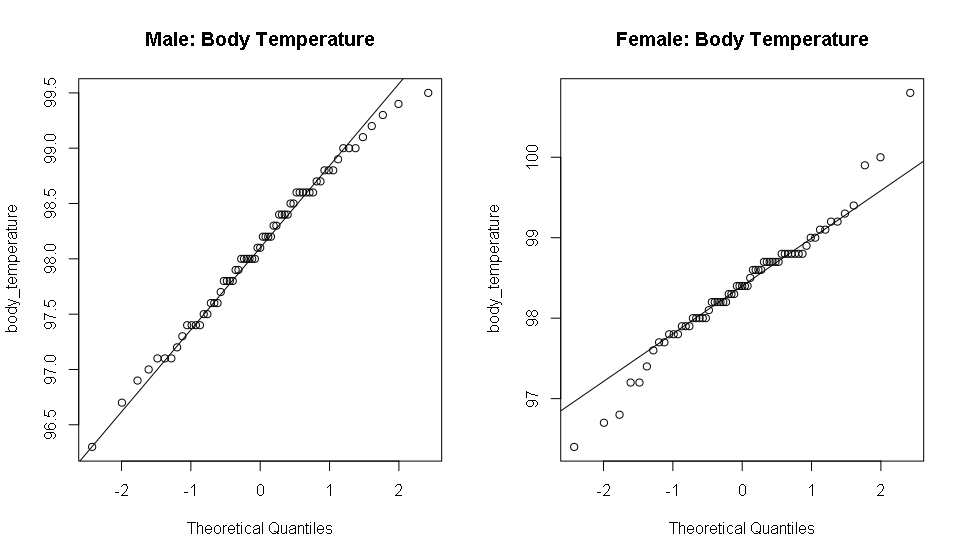 Male: Body Temperature
body_temperature
99.5
99.0
98.5
98.0
97.5
97.0
96.5
-2 -1 0 1 2
Theoretical Quantiles
Female: Body Temperature
body_temperature
100
99
98
97
-2 -1 0 1 2
Theoretical Quantiles